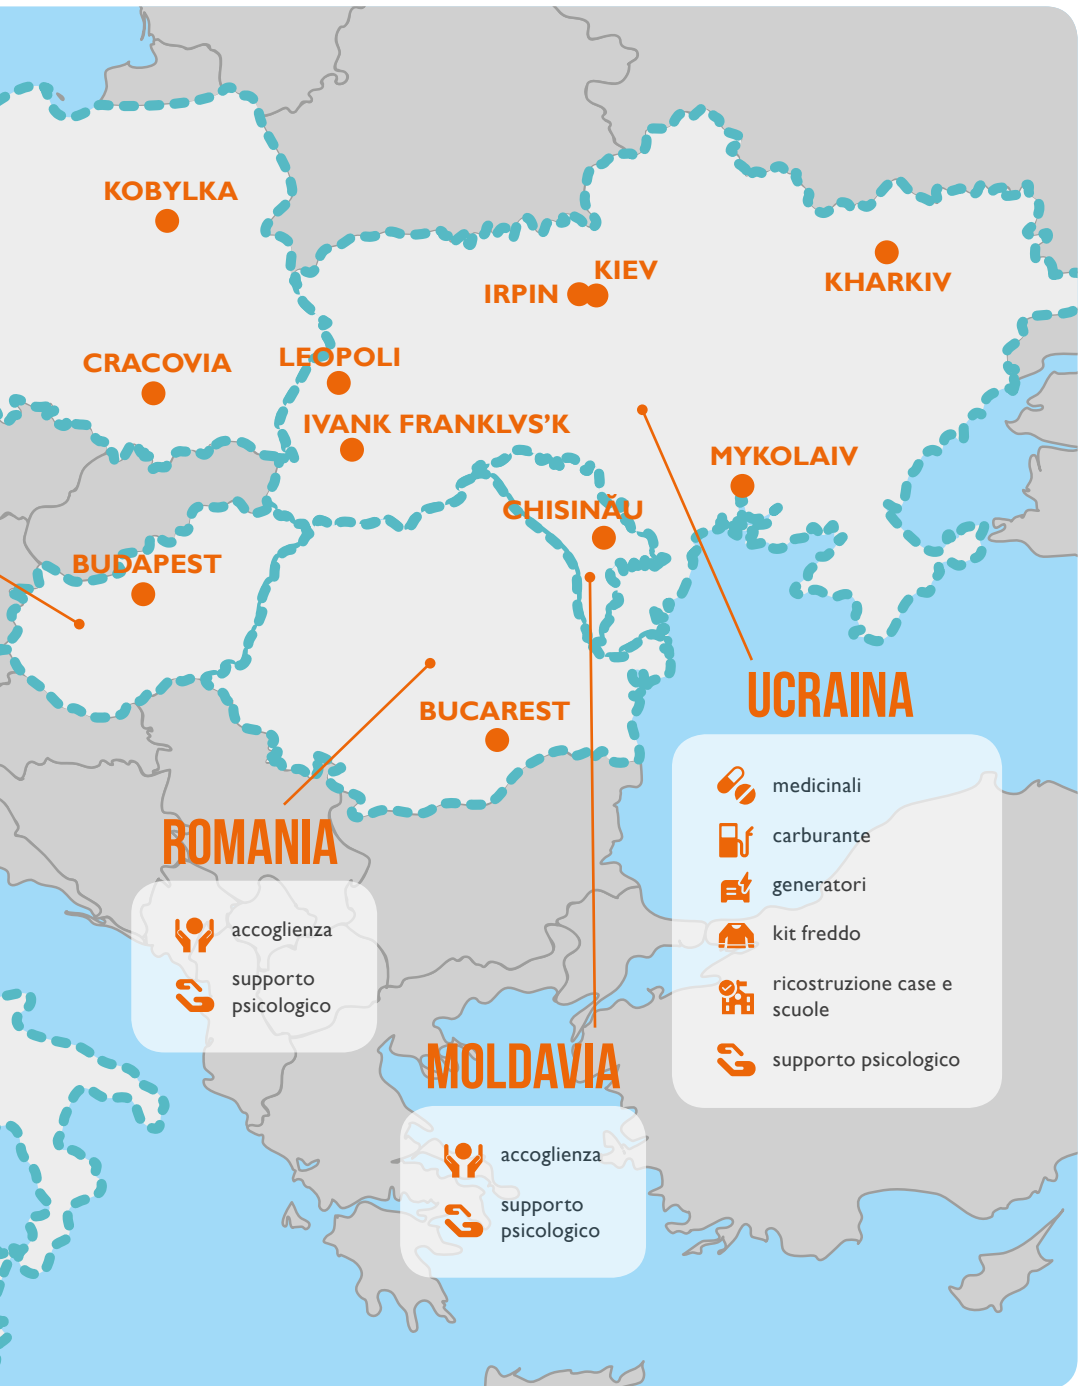 KOBYLKA
KIEV
IRPIN
KHARKIV
CRACOVIA
LEOPOLI
IVANK FRANKLVS’K
MYKOLAIV
CHISINĂU
BUDAPEST
BUCAREST
UCRAINA
medicinali
carburante
generatori
kit freddo
ricostruzione case e
scuole
supporto psicologico
ROMANIA
accoglienza
supporto
psicologico
MOLDAVIA
accoglienza
supporto
psicologico